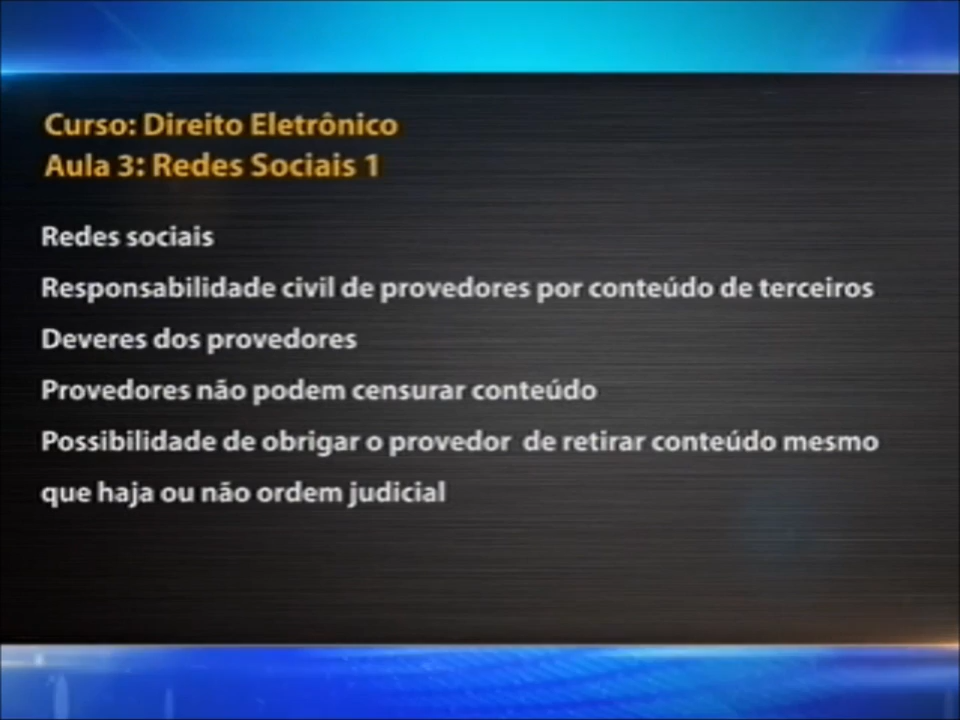 Curso: Direito Eletrônico
Aula 3: Redes Sociais 1
Redes sociais
Responsabilidade civil de provedores por conteúdo de terceiros
Deveres dos provedores
Provedores não podem censurar conteúdo
Possibilidade de obrigar o provedor de retirar conteúdo mesmo
que haja ou não ordem judicial